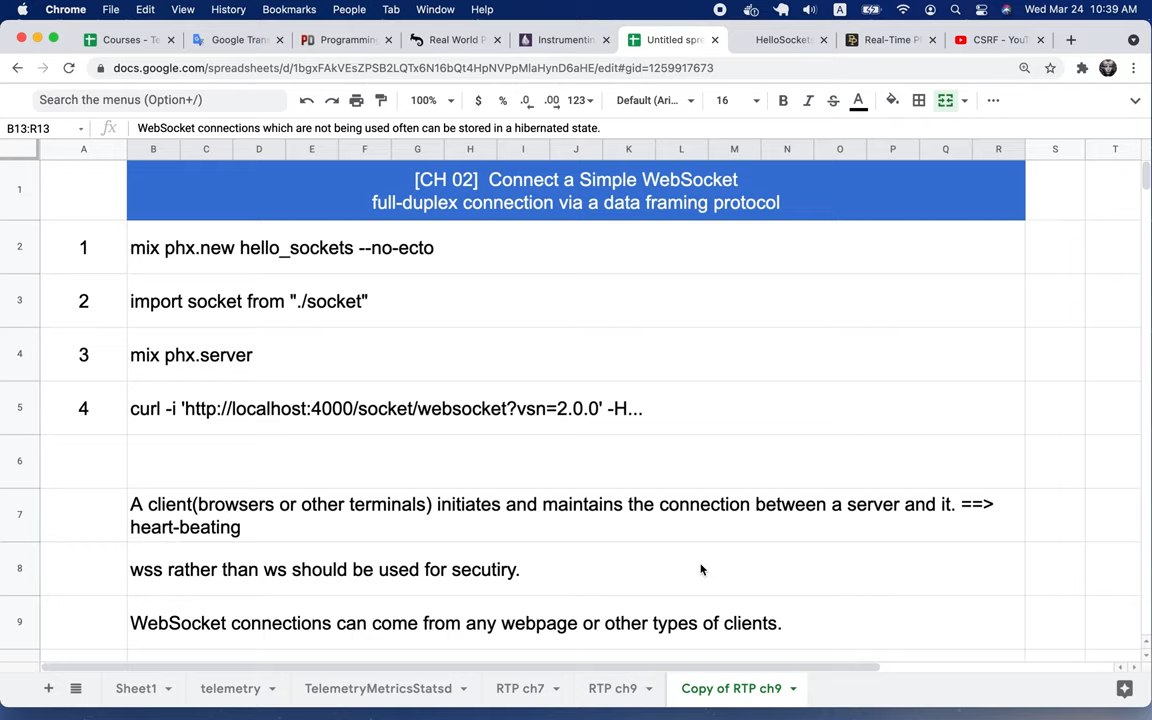 Chrome File Edit View History Bookmarks People Tab Window Help A Wed Mar 24 10:39 AM
Courses - Te Google Tran Programming Real World P Instrumentin Untitled spre HelloSockets Real-Time Ph CSRF - YouT
docs.google.com/spreadsheets/d/1bgxFAkVEsZPSB2LQTx6N16bQt4HpNVPpMlaHynD6aHE/edit#gid=1259917673
Search the menus (Option+/) 100% $ % .0 .00 123 Default (Ari... 16 B I S A
B13:R13 fx WebSocket connections which are not being used often can be stored in a hibernated state.
A B C D E F G H I J K L M N O P Q R S T
1 [CH 02] Connect a Simple WebSocket
full-duplex connection via a data framing protocol
2 1 mix phx.new hello_sockets --no-ecto
3 2 import socket from "./socket"
4 3 mix phx.server
5 4 curl -i 'http://localhost:4000/socket/websocket?vsn=2.0.0' -H...
6
7 A client(browsers or other terminals) initiates and maintains the connection between a server and it. ==>
heart-beating
8 wss rather than ws should be used for secutiry.
9 WebSocket connections can come from any webpage or other types of clients.
+ Sheet1 telemetry TelemetryMetricsStatsd RTP ch7 RTP ch9 Copy of RTP ch9